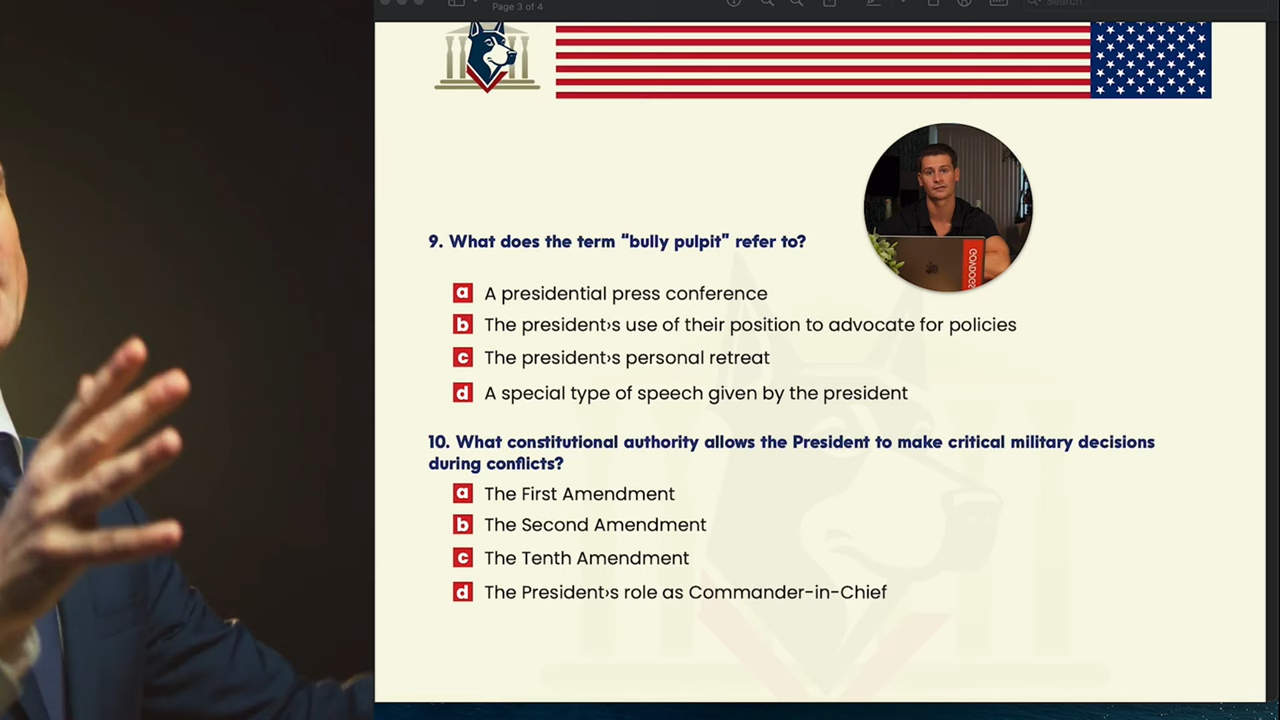 Page 3 of 4
Search
9. What does the term “bully pulpit” refer to?
a A presidential press conference
b The president›s use of their position to advocate for policies
c The president›s personal retreat
d A special type of speech given by the president
10. What constitutional authority allows the President to make critical military decisions
during conflicts?
a The First Amendment
b The Second Amendment
c The Tenth Amendment
d The President›s role as Commander-in-Chief